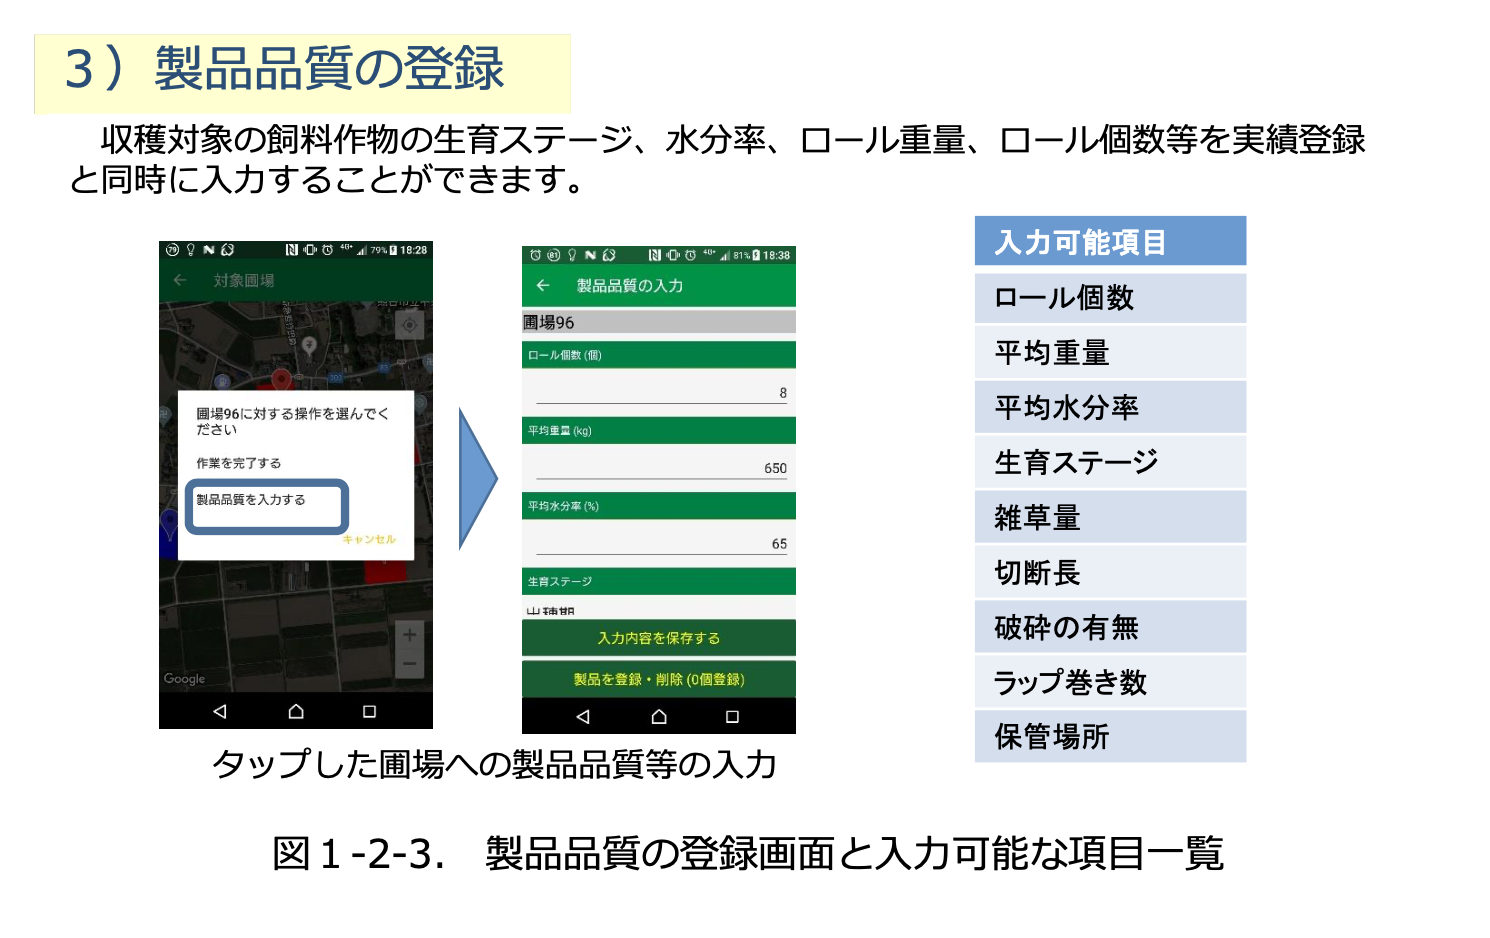 3）製品品質の登録
収穫対象の飼料作物の生育ステージ、水分率、ロール重量、ロール個数等を実績登録
と同時に入力することができます。
79 N 4G+ 79% 18:28
対象圃場
圃場96に対する操作を選んでく
ださい
作業を完了する
製品品質を入力する
キャンセル
+
−
Google
81 N 4G+ 81% 18:38
製品品質の入力
圃場96
ロール個数 (個)
8
平均重量 (kg)
650
平均水分率 (%)
65
生育ステージ
出穂期
入力内容を保存する
製品を登録・削除 (0個登録)
タップした圃場への製品品質等の入力
入力可能項目
ロール個数
平均重量
平均水分率
生育ステージ
雑草量
切断長
破砕の有無
ラップ巻き数
保管場所
図１-2-3.　製品品質の登録画面と入力可能な項目一覧